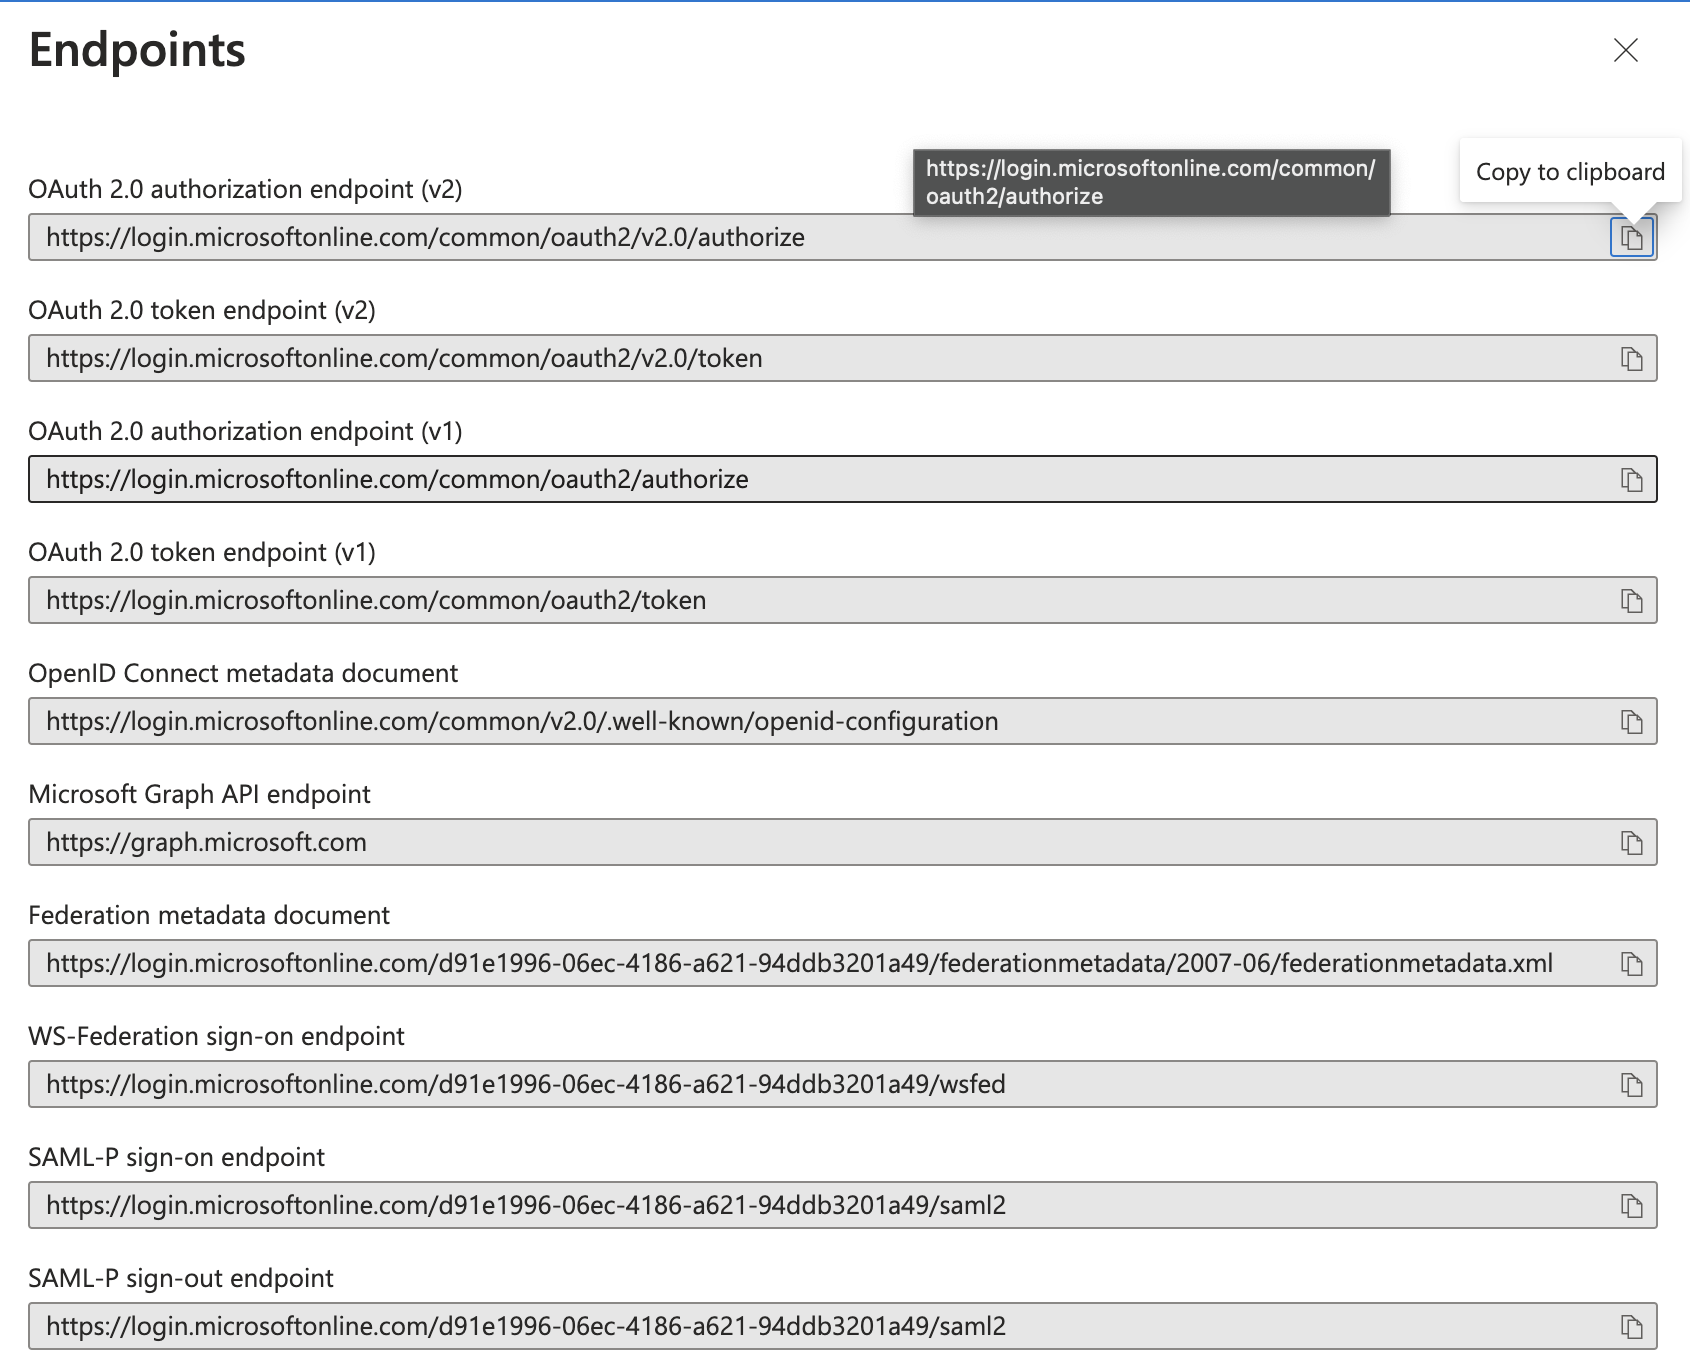 Endpoints
https://login.microsoftonline.com/common/
oauth2/authorize
Copy to clipboard
OAuth 2.0 authorization endpoint (v2)
https://login.microsoftonline.com/common/oauth2/v2.0/authorize
OAuth 2.0 token endpoint (v2)
https://login.microsoftonline.com/common/oauth2/v2.0/token
OAuth 2.0 authorization endpoint (v1)
https://login.microsoftonline.com/common/oauth2/authorize
OAuth 2.0 token endpoint (v1)
https://login.microsoftonline.com/common/oauth2/token
OpenID Connect metadata document
https://login.microsoftonline.com/common/v2.0/.well-known/openid-configuration
Microsoft Graph API endpoint
https://graph.microsoft.com
Federation metadata document
https://login.microsoftonline.com/d91e1996-06ec-4186-a621-94ddb3201a49/federationmetadata/2007-06/federationmetadata.xml
WS-Federation sign-on endpoint
https://login.microsoftonline.com/d91e1996-06ec-4186-a621-94ddb3201a49/wsfed
SAML-P sign-on endpoint
https://login.microsoftonline.com/d91e1996-06ec-4186-a621-94ddb3201a49/saml2
SAML-P sign-out endpoint
https://login.microsoftonline.com/d91e1996-06ec-4186-a621-94ddb3201a49/saml2